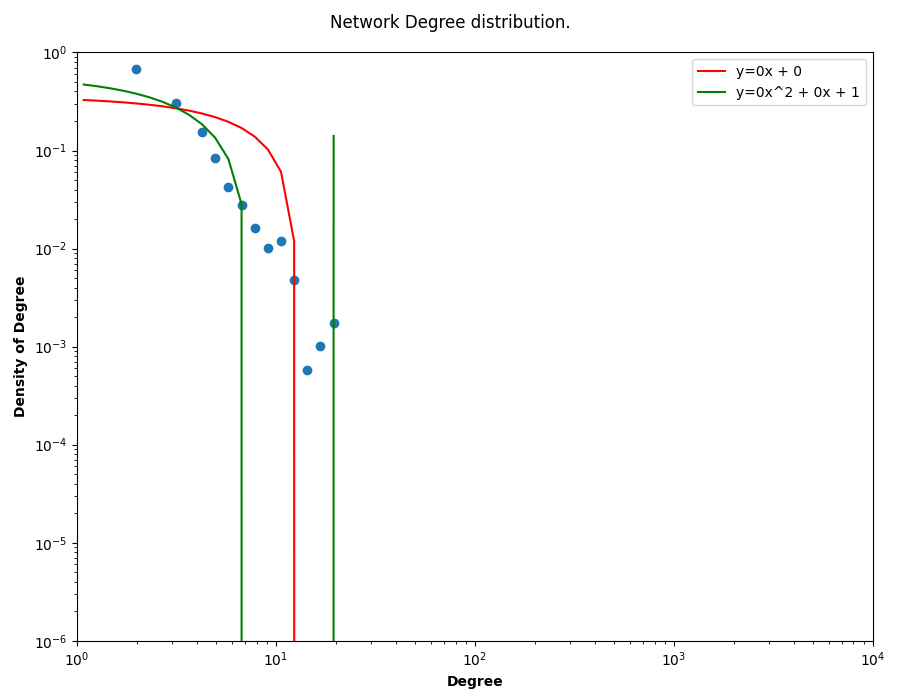 Network Degree distribution.
y=0x + 0
y=0x^2 + 0x + 1
10^0
10^-1
10^-2
10^-3
10^-4
10^-5
10^-6
Density of Degree
10^0 10^1 10^2 10^3 10^4
Degree